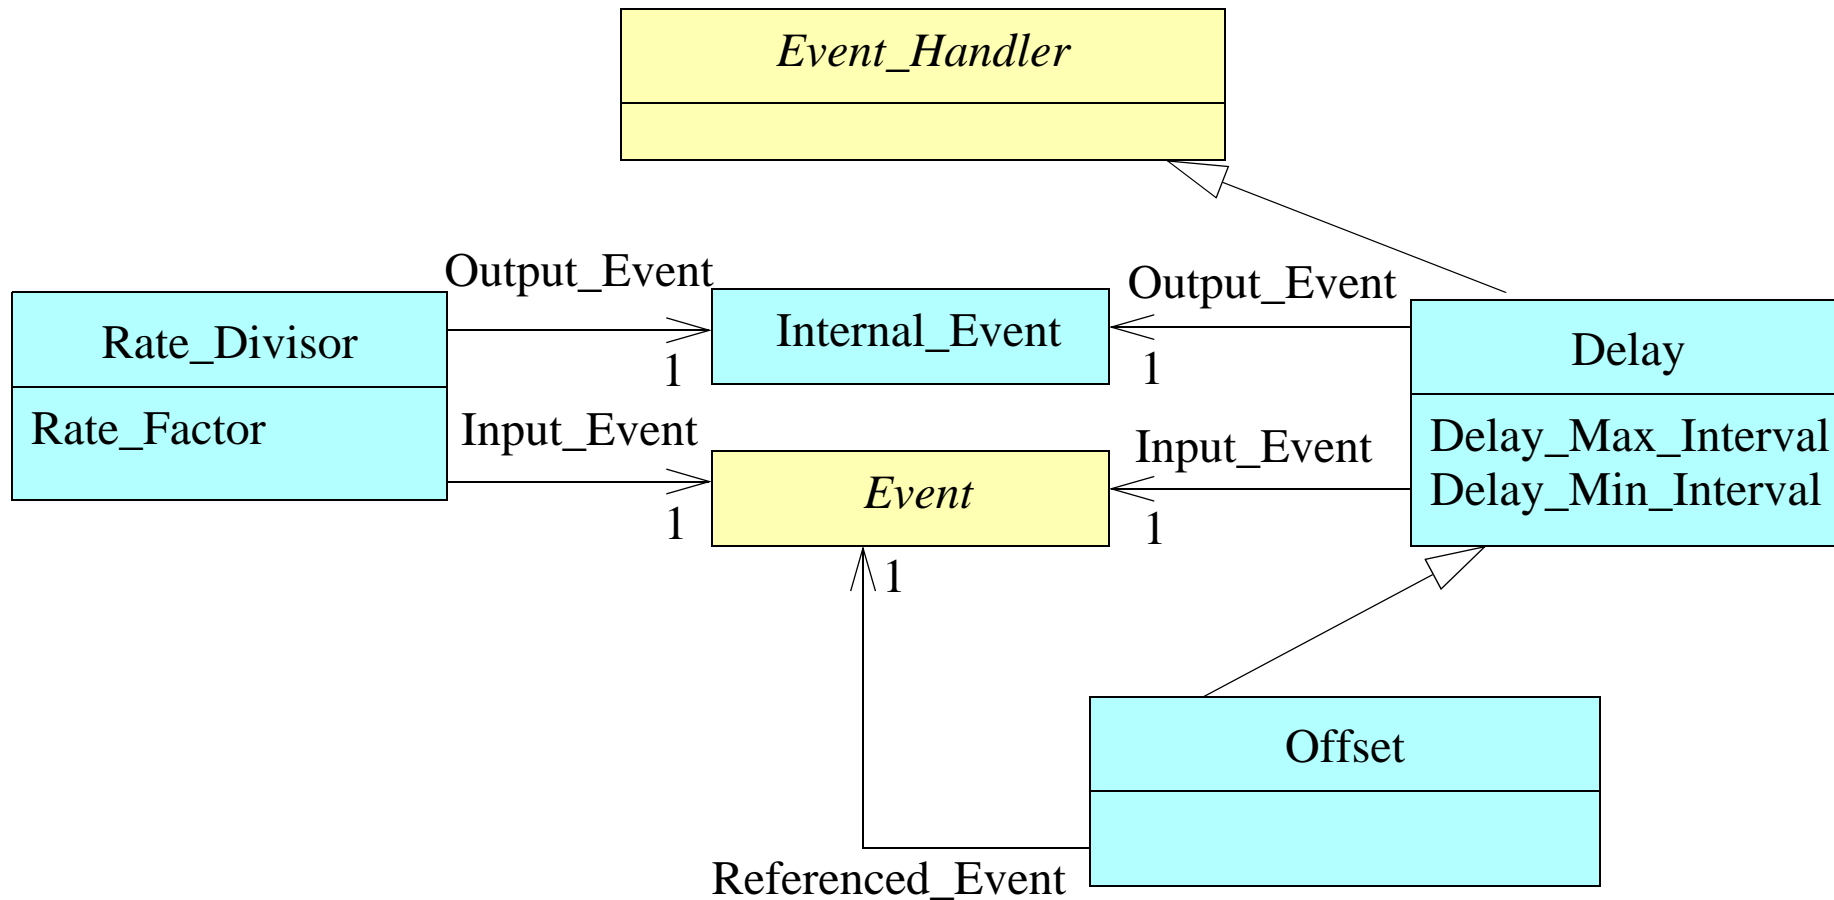 Event_Handler
Output_Event
Output_Event
Rate_Divisor
Internal_Event
Delay
1
1
Rate_Factor
Input_Event
Input_Event
Delay_Max_Interval
Event
Delay_Min_Interval
1
1
1
Offset
Referenced_Event